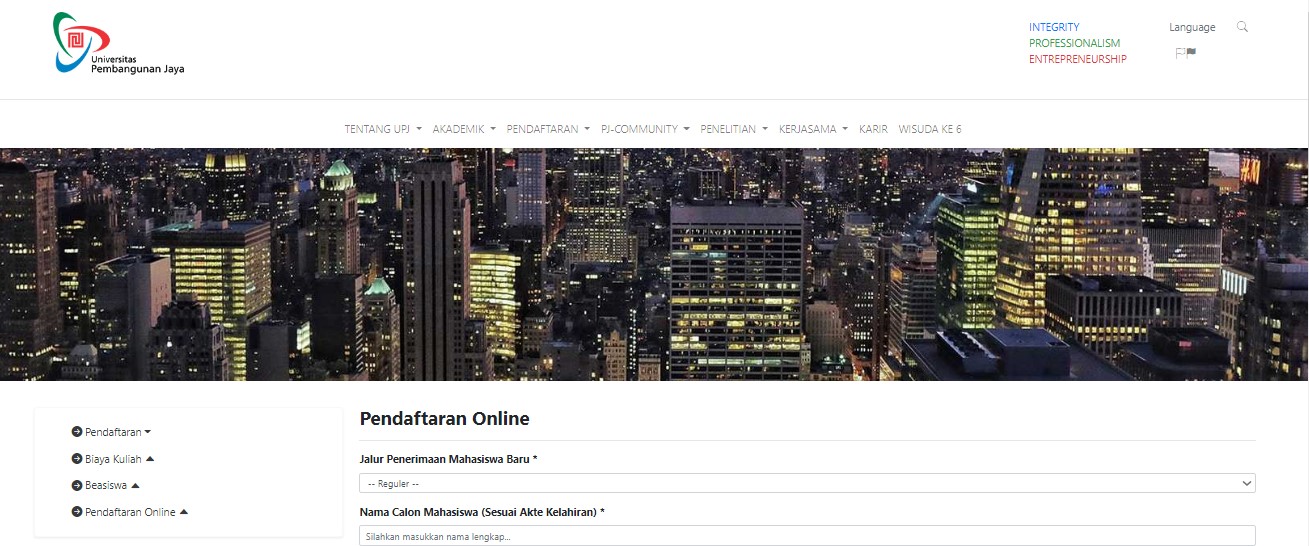 Universitas
Pembangunan Jaya
INTEGRITY
PROFESSIONALISM
ENTREPRENEURSHIP
Language
TENTANG UPJ AKADEMIK PENDAFTARAN PJ-COMMUNITY PENELITIAN KERJASAMA KARIR WISUDA KE 6
Pendaftaran
Biaya Kuliah
Beasiswa
Pendaftaran Online
Pendaftaran Online
Jalur Penerimaan Mahasiswa Baru *
-- Reguler --
Nama Calon Mahasiswa (Sesuai Akte Kelahiran) *
Silahkan masukkan nama lengkap...